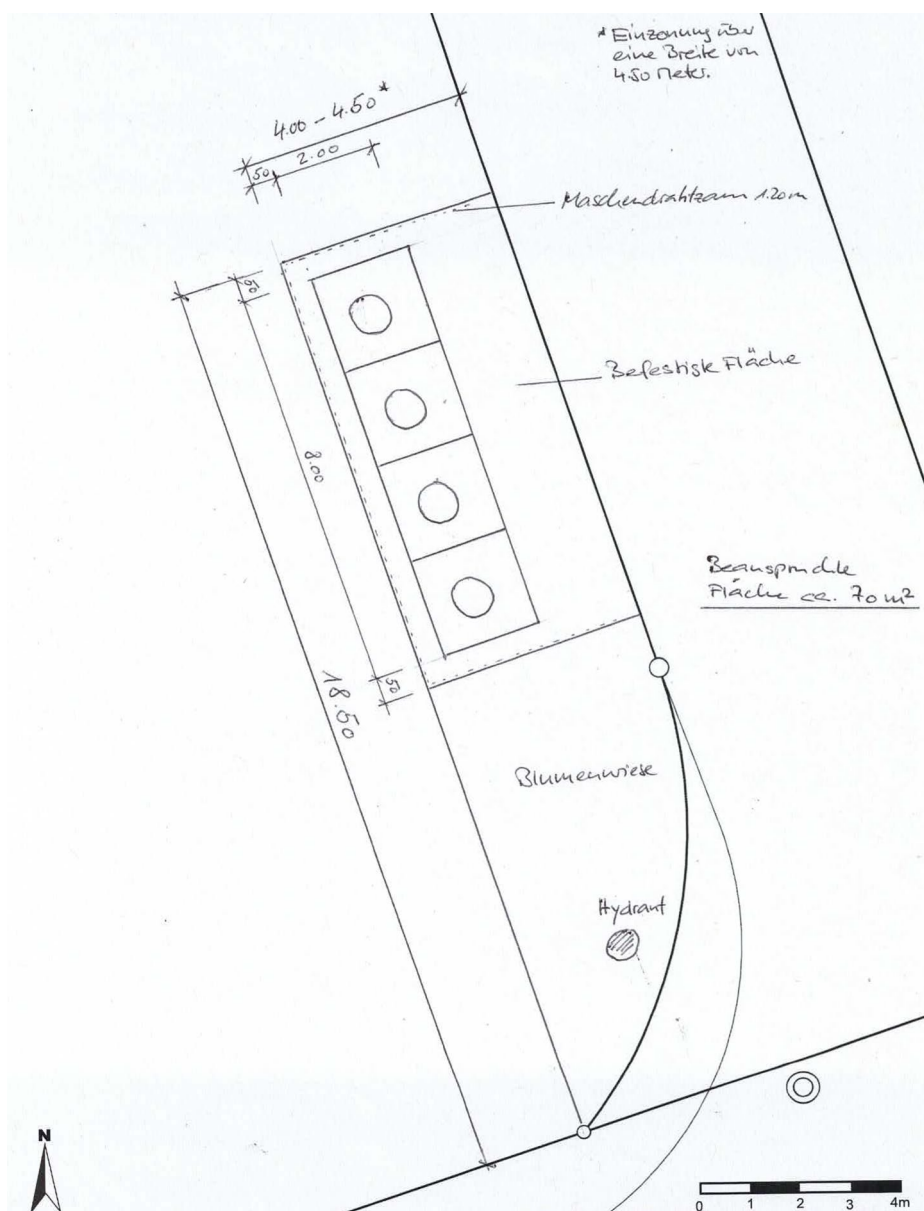 * Einzonung über
eine Breite von
4.50 Meter.
4.00 - 4.50*
50
2.00
Maschendrahtzaun 1.20m
50
Befestigte Fläche
8.00
Beanspruchte
Fläche ca. 70 m²
50
18.50
Blumenwiese
Hydrant
N
0 1 2 3 4m